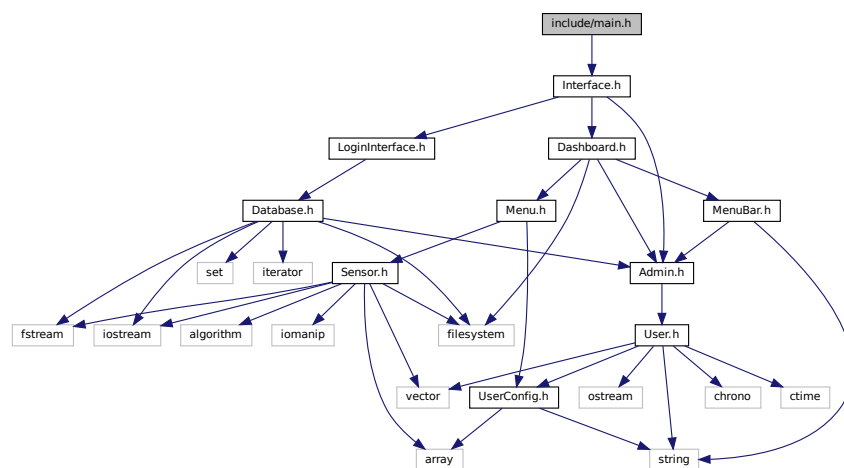 include/main.h
Interface.h
LoginInterface.h
Dashboard.h
Database.h
Menu.h
MenuBar.h
set
iterator
Sensor.h
Admin.h
fstream
iostream
algorithm
iomanip
filesystem
User.h
vector
UserConfig.h
ostream
chrono
ctime
array
string